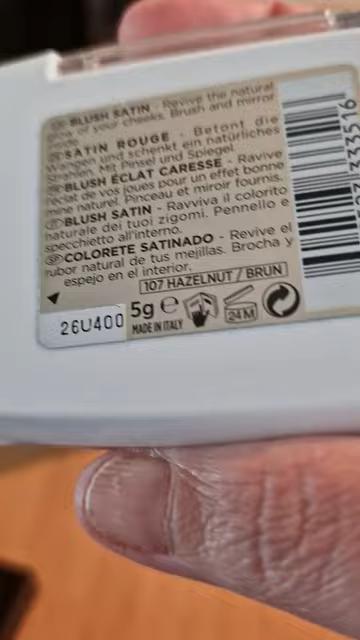 BLUSH SATIN - Revive the natural
glow of your cheeks. Brush and mirror
SATIN ROUGE - Betont die
Wangen und schenkt ein natürliches
Strahlen. Mit Pinsel und Spiegel.
BLUSH ÉCLAT CARESSE - Ravive
l'éclat de vos joues pour un effet bonne
mine naturel. Pinceau et miroir fournis.
BLUSH SATIN - Ravviva il colorito
naturale dei tuoi zigomi. Pennello e
specchietto all'interno.
COLORETE SATINADO - Revive el
rubor natural de tus mejillas. Brocha y
espejo en el interior.
107 HAZELNUT / BRUN
26U400 5g e 24 M
MADE IN ITALY